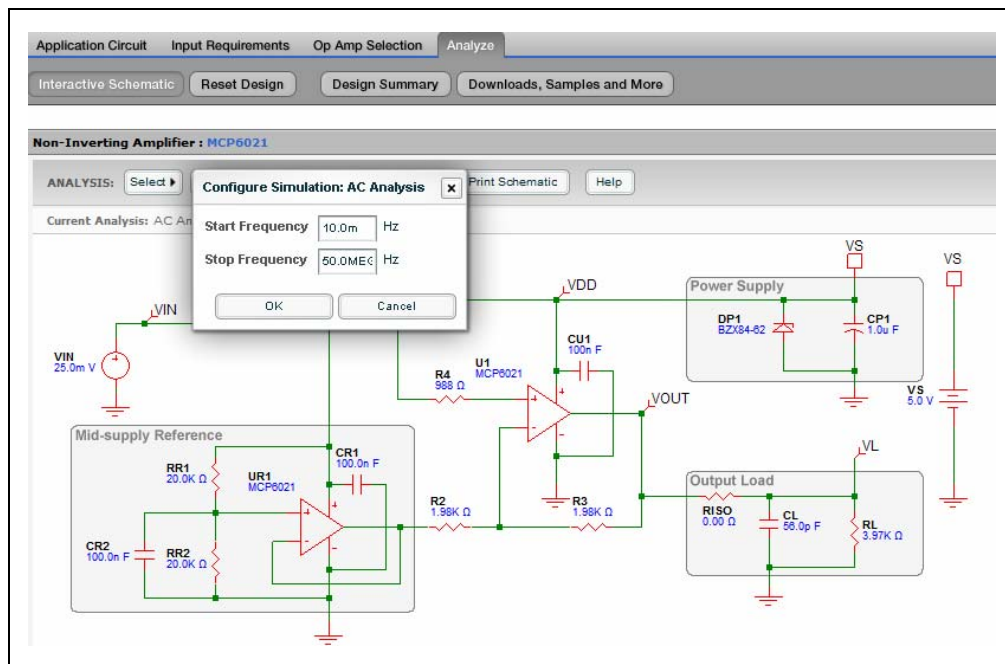 Application Circuit Input Requirements Op Amp Selection Analyze
Interactive Schematic Reset Design Design Summary Downloads, Samples and More
Non-Inverting Amplifier : MCP6021
ANALYSIS: Select Print Schematic Help
Configure Simulation: AC Analysis x
Current Analysis: AC An
Start Frequency 10.0m Hz
Stop Frequency 50.0MEG Hz
OK Cancel
VIN
VIN
25.0m V
VDD
CU1
100n F
U1
MCP6021
R4
988 Ω
VOUT
VS
Power Supply
DP1
BZX84-62
CP1
1.0u F
VS
VS
5.0 V
Mid-supply Reference
RR1
20.0K Ω
UR1
MCP6021
CR1
100.0n F
CR2
100.0n F
RR2
20.0K Ω
R2
1.98K Ω
R3
1.98K Ω
VL
Output Load
RISO
0.00 Ω
CL
56.0p F
RL
3.97K Ω